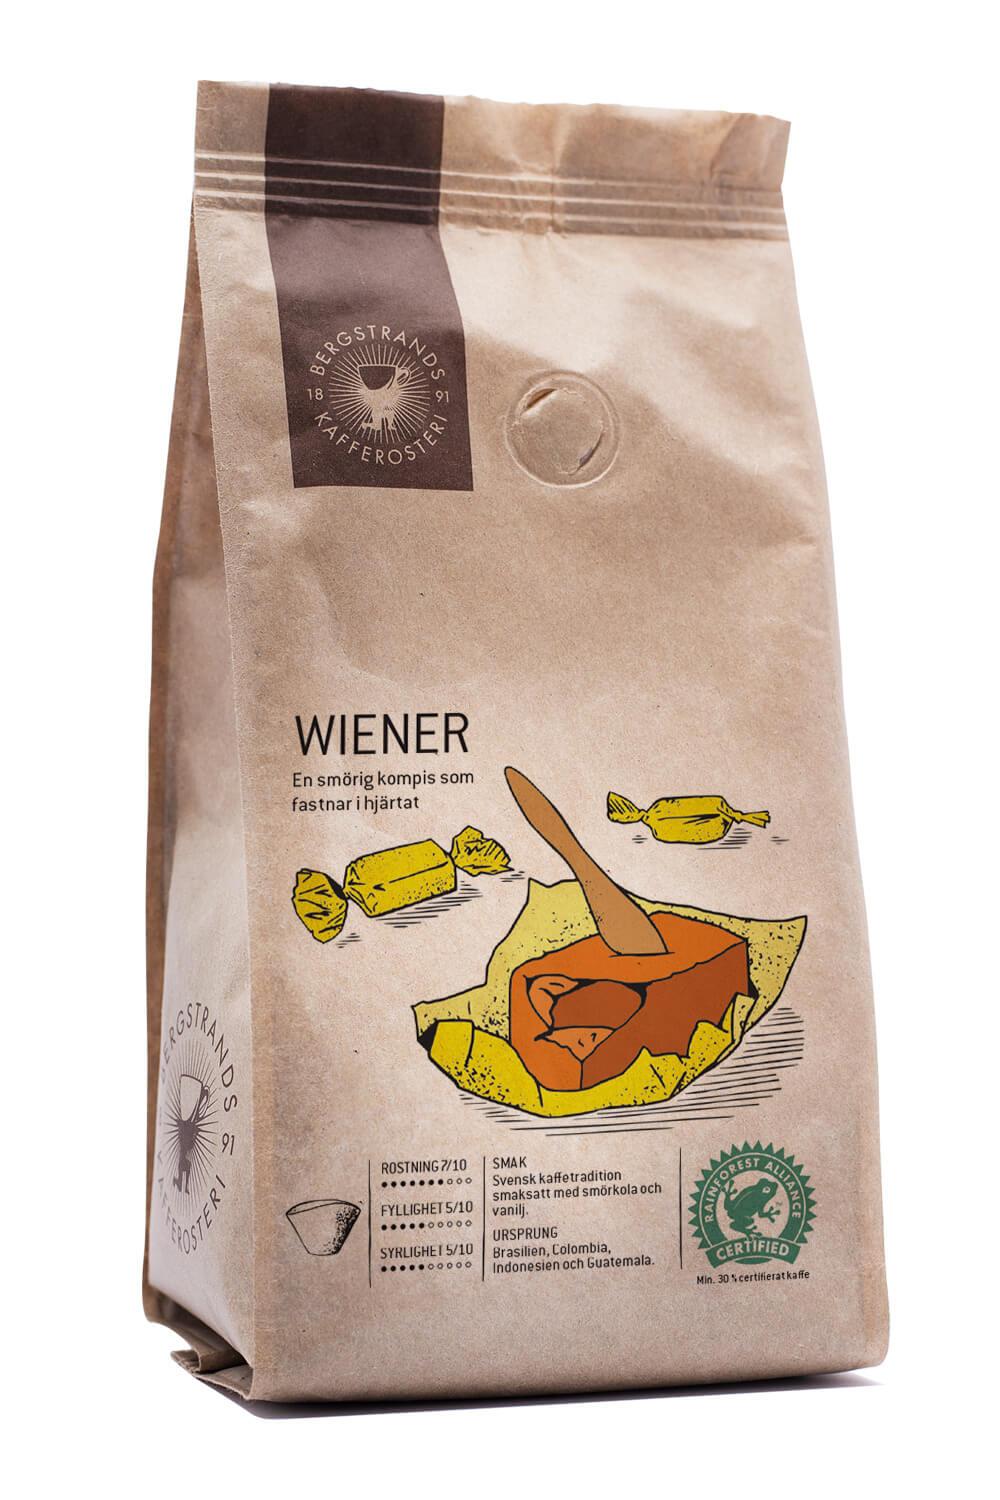 BERGSTRANDS
18 91
KAFFEROSTERI
WIENER
En smörig kompis som
fastnar i hjärtat
ROSTNING 7/10
FYLLIGHET 5/10
SYRLIGHET 5/10
SMAK
Svensk kaffetradition
smaksatt med smörkola och
vanilj.
URSPRUNG
Brasilien, Colombia,
Indonesien och Guatemala.
RAINFOREST ALLIANCE
CERTIFIED
Min. 30 % certifierat kaffe
BERGSTRANDS
91
KAFFEROSTERI